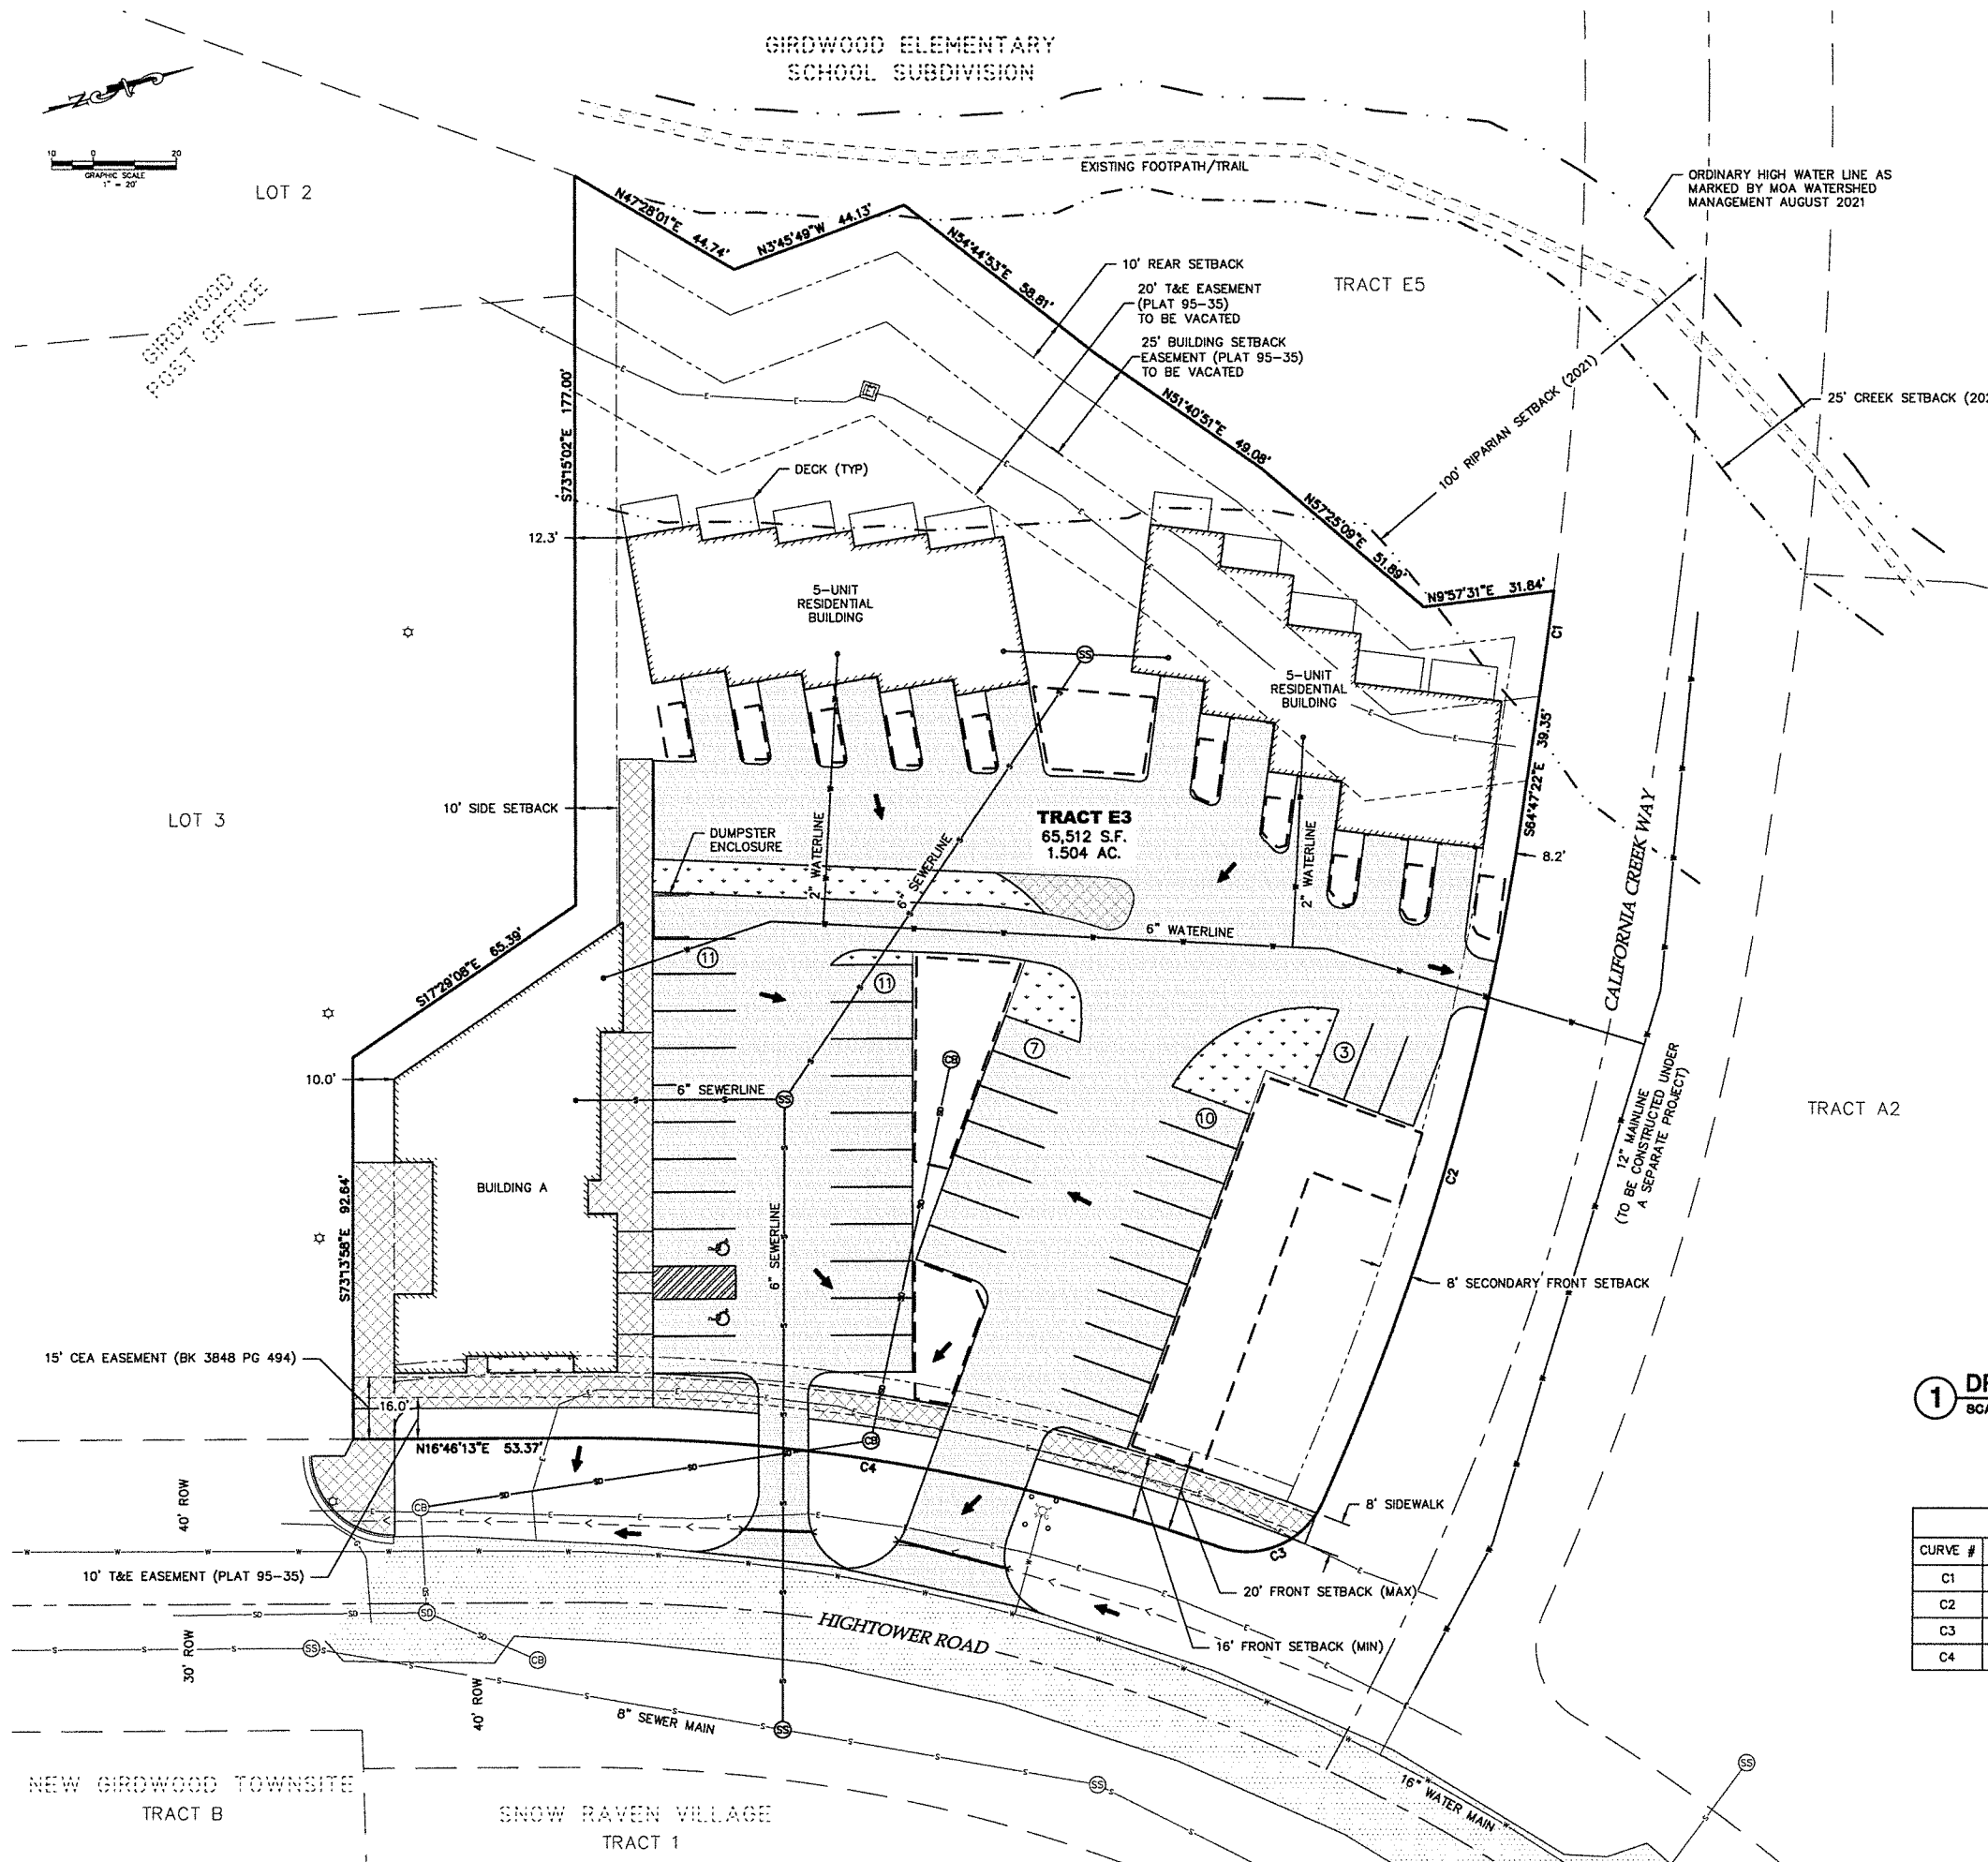 GIRDWOOD ELEMENTARY
SCHOOL SUBDIVISION
10 0 20
GRAPHIC SCALE
1" = 20'
LOT 2
GIRDWOOD
POST OFFICE
EXISTING FOOTPATH/TRAIL
ORDINARY HIGH WATER LINE AS
MARKED BY MOA WATERSHED
MANAGEMENT AUGUST 2021
N47°28'01"E 44.74'
N3°45'49"W 44.13'
N54°44'53"E 58.81'
10' REAR SETBACK
20' T&E EASEMENT
(PLAT 95-35)
TO BE VACATED
25' BUILDING SETBACK
EASEMENT (PLAT 95-35)
TO BE VACATED
TRACT E5
100' RIPARIAN SETBACK (2021)
25' CREEK SETBACK (20
N51°40'51"E 49.08'
N57°25'09"E 51.89'
N9°57'31"E 31.84'
S73°15'02"E 177.00'
DECK (TYP)
12.3'
5-UNIT
RESIDENTIAL
BUILDING
SS
5-UNIT
RESIDENTIAL
BUILDING
C1
S64°47'22"E 39.35'
8.2'
CALIFORNIA CREEK WAY
LOT 3
10' SIDE SETBACK
DUMPSTER
ENCLOSURE
2" WATERLINE
6" SEWERLINE
TRACT E3
65,512 S.F.
1.504 AC.
2" WATERLINE
6" WATERLINE
11
11
7
3
10
S17°29'08"E 65.39'
10.0'
6" SEWERLINE
SS
CB
12" MAINLINE
(TO BE CONSTRUCTED UNDER
A SEPARATE PROJECT)
TRACT A2
C2
BUILDING A
S73°13'58"E 92.64'
6" SEWERLINE
8' SECONDARY FRONT SETBACK
15' CEA EASEMENT (BK 3848 PG 494)
16.0'
N16°46'13"E 53.37'
CB
C4
C3
8' SIDEWALK
40' ROW
CB
10' T&E EASEMENT (PLAT 95-35)
20' FRONT SETBACK (MAX)
16' FRONT SETBACK (MIN)
HIGHTOWER ROAD
SD
SS
CB
30' ROW
40' ROW
8" SEWER MAIN
SS
SS
SS
16" WATER MAIN
NEW GIRDWOOD TOWNSITE
TRACT B
SNOW RAVEN VILLAGE
TRACT 1
1
CURVE #
C1
C2
C3
C4